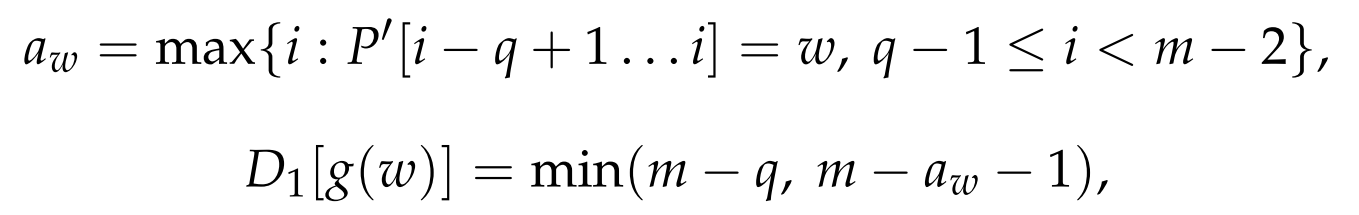 a_w = max{i : P′[i − q + 1 … i] = w, q − 1 ≤ i < m − 2},
D_1[g(w)] = min(m − q, m − a_w − 1),